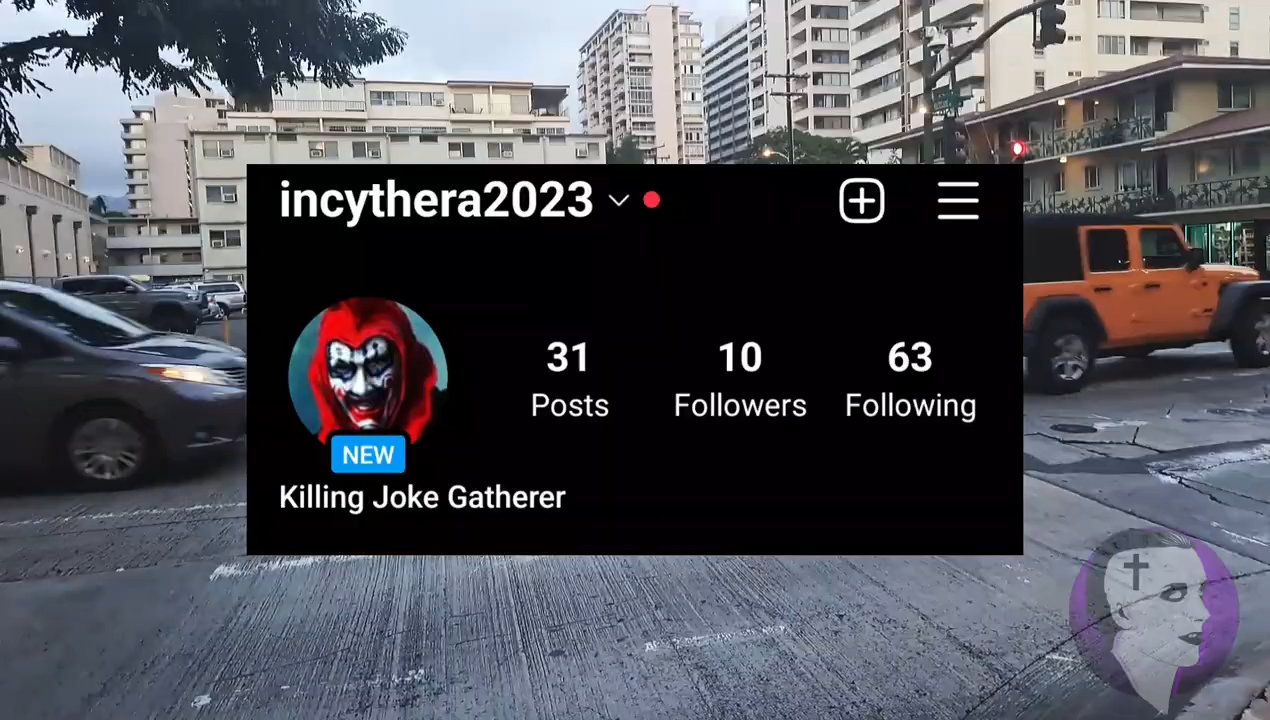 incythera2023
31 10 63
Posts Followers Following
NEW
Killing Joke Gatherer